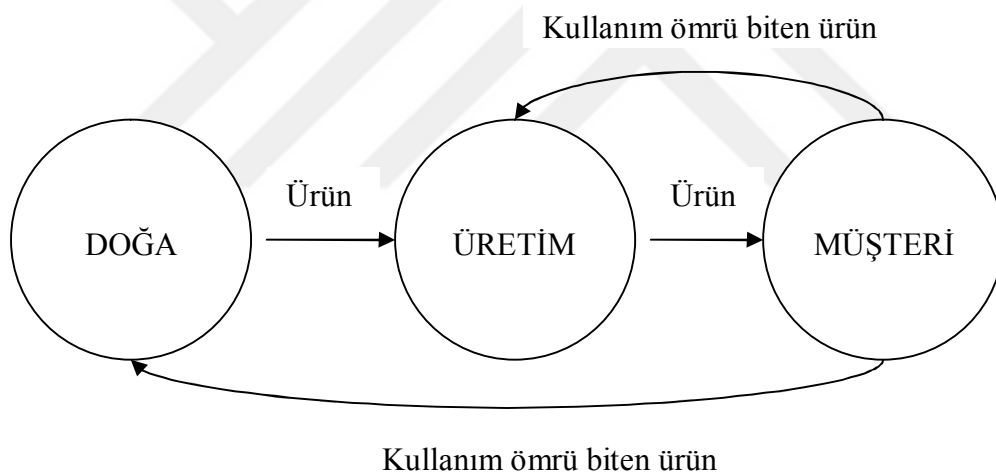 Kullanım ömrü biten ürün
Ürün
Ürün
DOĞA
ÜRETİM
MÜŞTERİ
Kullanım ömrü biten ürün